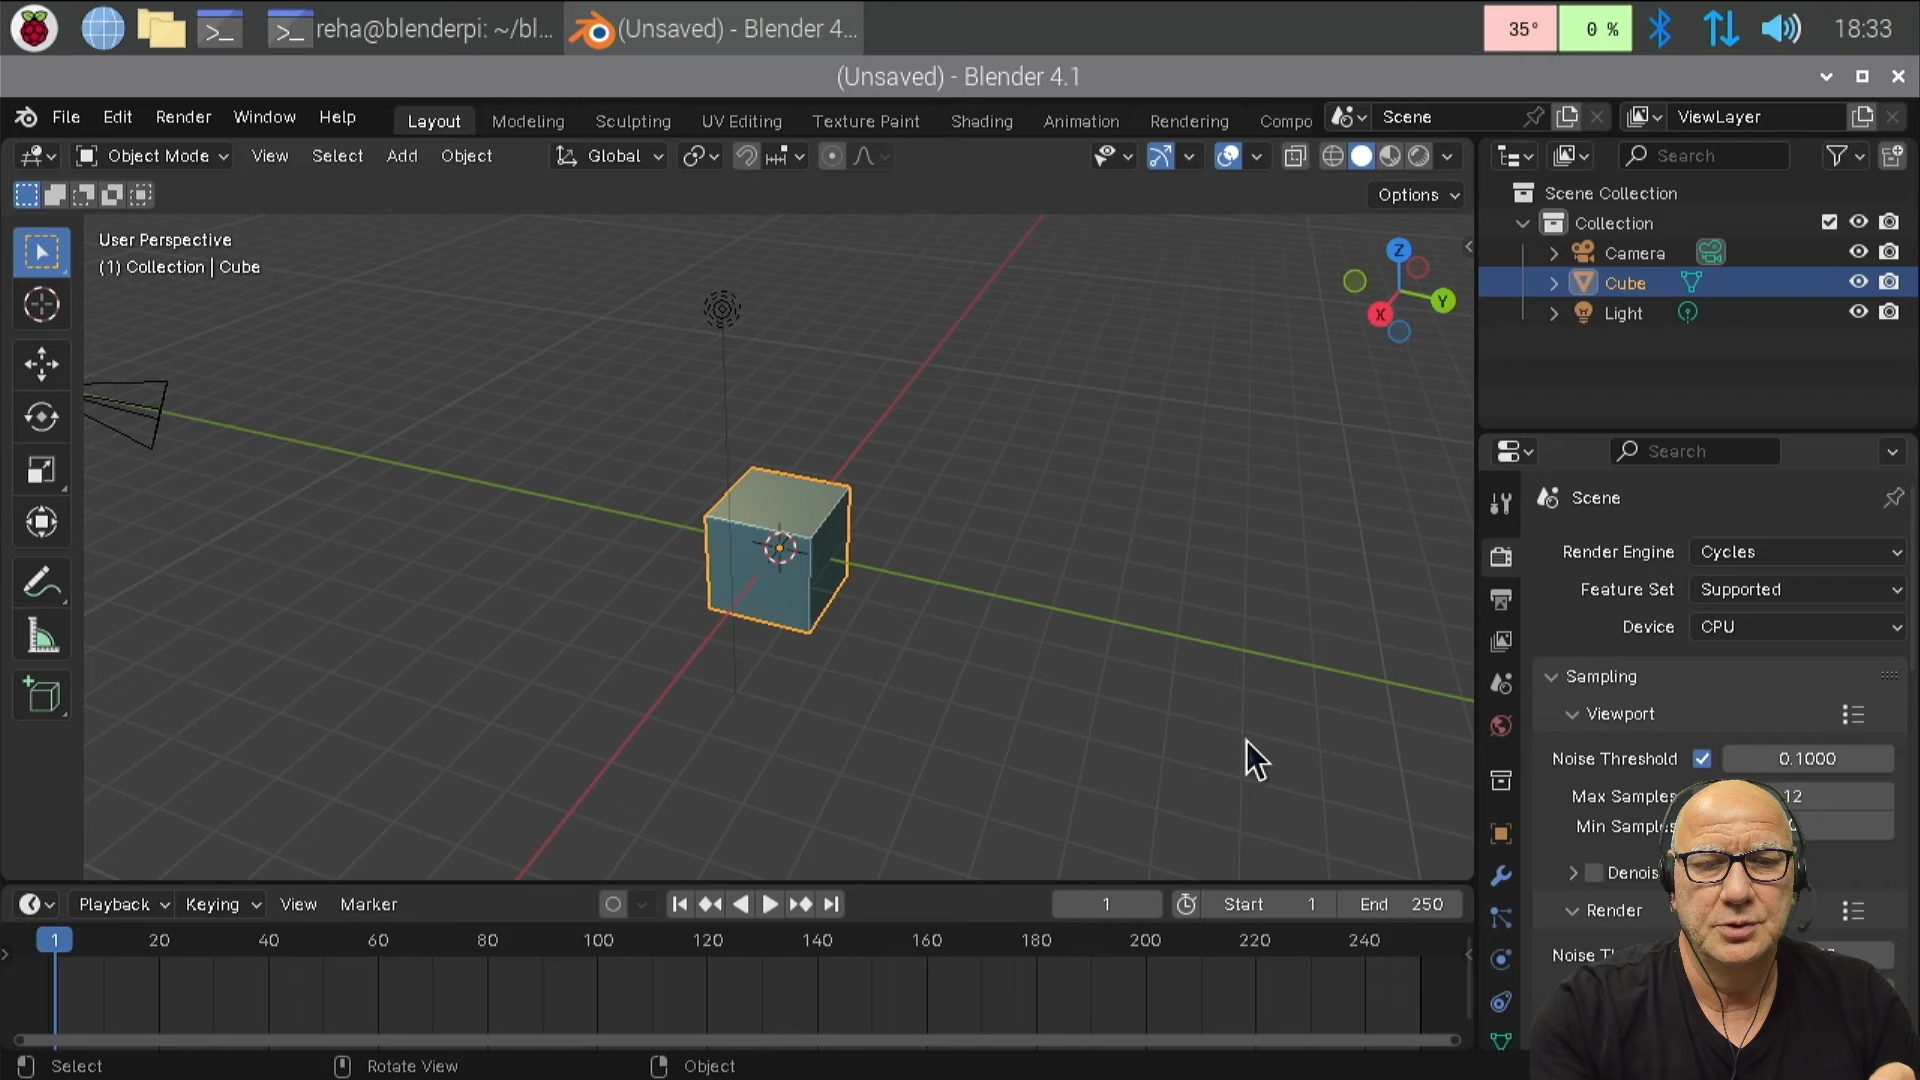 reha@blenderpi: ~/bl...
(Unsaved) - Blender 4...
35°
0 %
18:33
(Unsaved) - Blender 4.1
File Edit Render Window Help
Layout Modeling Sculpting UV Editing Texture Paint Shading Animation Rendering Compo
Scene
ViewLayer
Object Mode View Select Add Object
Global
Search
Options
User Perspective
(1) Collection | Cube
Z
Y
X
Scene Collection
Collection
Camera
Cube
Light
Search
Scene
Render Engine Cycles
Feature Set Supported
Device CPU
Sampling
Viewport
Noise Threshold 0.1000
Max Samples
Min Sample
Denois
Render
Noise T
Playback Keying View Marker
1
Start 1
End 250
1 20 40 60 80 100 120 140 160 180 200 220 240
Select
Rotate View
Object